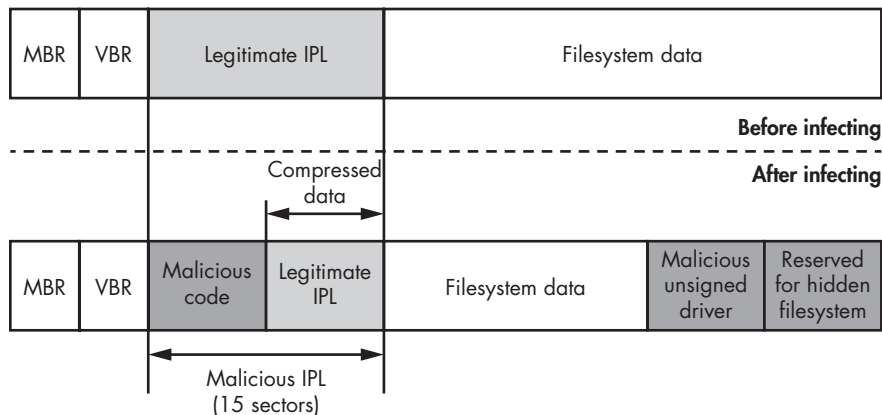 MBR
VBR
Legitimate IPL
Filesystem data
Before infecting
After infecting
Compressed
data
MBR
VBR
Malicious
code
Legitimate
IPL
Filesystem data
Malicious
unsigned
driver
Reserved
for hidden
filesystem
Malicious IPL
(15 sectors)